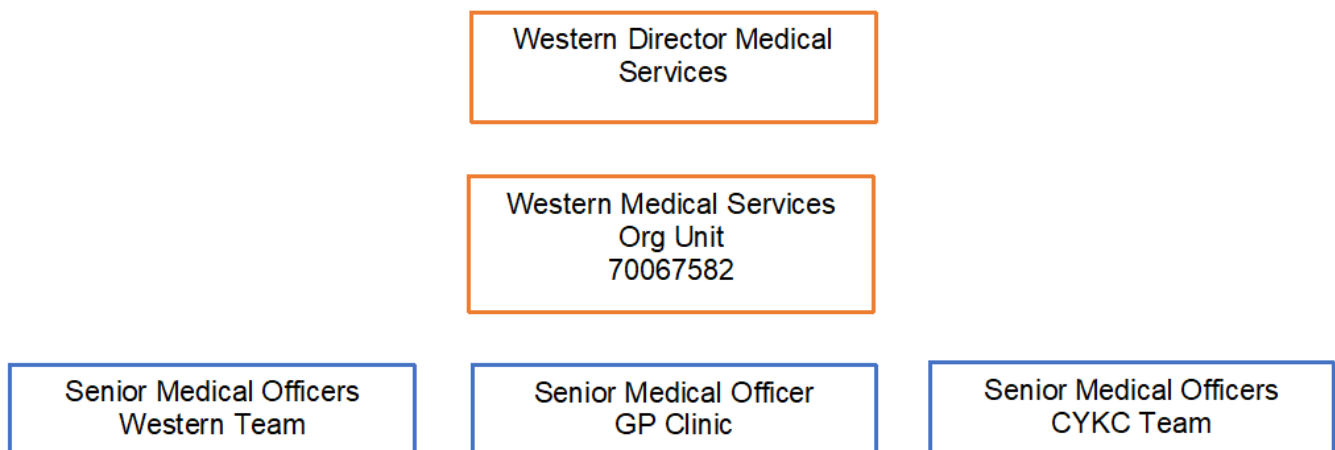 Western Director Medical
Services
Western Medical Services
Org Unit
70067582
Senior Medical Officers
Western Team
Senior Medical Officer
GP Clinic
Senior Medical Officers
CYKC Team